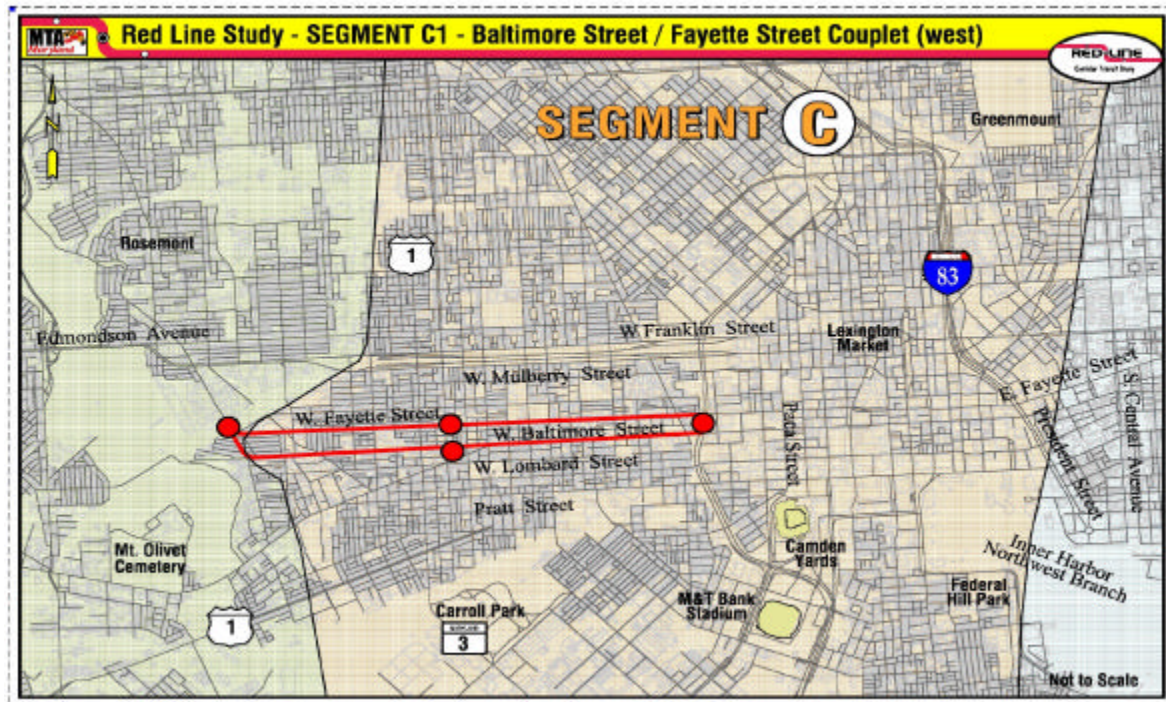 MTA
Maryland
Red Line Study - SEGMENT C1 - Baltimore Street / Fayette Street Couplet (west)
RED LINE
Corridor Transit Study
N
SEGMENT C
Greenmount
Rosemont
1
83
Edmondson Avenue
W. Franklin Street
Lexington
Market
W. Mulberry Street
E. Fayette Street
S. Central Avenue
W. Fayette Street
W. Baltimore Street
Paca Street
President Street
W. Lombard Street
Pratt Street
Mt. Olivet
Cemetery
Camden
Yards
Inner Harbor
Northwest Branch
Carroll Park
3
M&T Bank
Stadium
Federal
Hill Park
1
Not to Scale